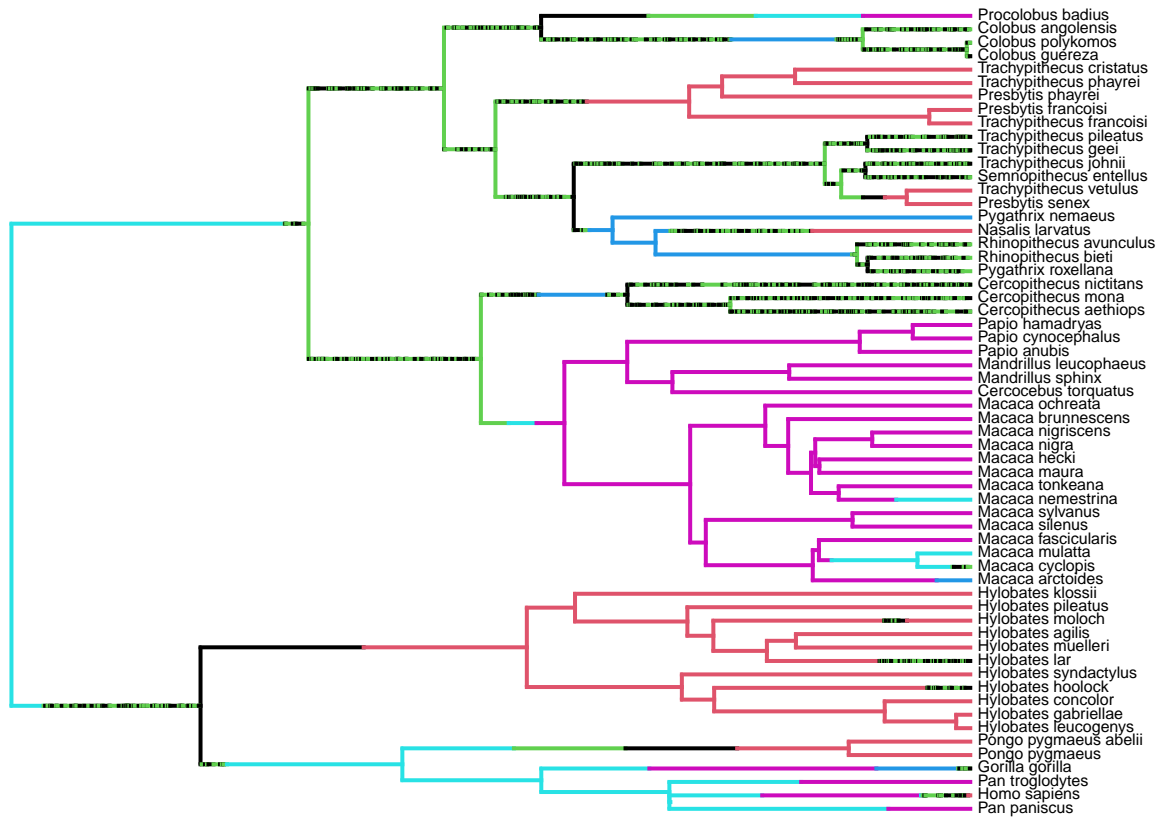 Procolobus badius
Colobus angolensis
Colobus polykomos
Colobus guereza
Trachypithecus cristatus
Trachypithecus phayrei
Presbytis phayrei
Presbytis francoisi
Trachypithecus francoisi
Trachypithecus pileatus
Trachypithecus geei
Trachypithecus johnii
Semnopithecus entellus
Trachypithecus vetulus
Presbytis senex
Pygathrix nemaeus
Nasalis larvatus
Rhinopithecus avunculus
Rhinopithecus bieti
Pygathrix roxellana
Cercopithecus nictitans
Cercopithecus mona
Cercopithecus aethiops
Papio hamadryas
Papio cynocephalus
Papio anubis
Mandrillus leucophaeus
Mandrillus sphinx
Cercocebus torquatus
Macaca ochreata
Macaca brunnescens
Macaca nigriscens
Macaca nigra
Macaca hecki
Macaca maura
Macaca tonkeana
Macaca nemestrina
Macaca sylvanus
Macaca silenus
Macaca fascicularis
Macaca mulatta
Macaca cyclopis
Macaca arctoides
Hylobates klossii
Hylobates pileatus
Hylobates moloch
Hylobates agilis
Hylobates muelleri
Hylobates lar
Hylobates syndactylus
Hylobates hoolock
Hylobates concolor
Hylobates gabriellae
Hylobates leucogenys
Pongo pygmaeus abelii
Pongo pygmaeus
Gorilla gorilla
Pan troglodytes
Homo sapiens
Pan paniscus